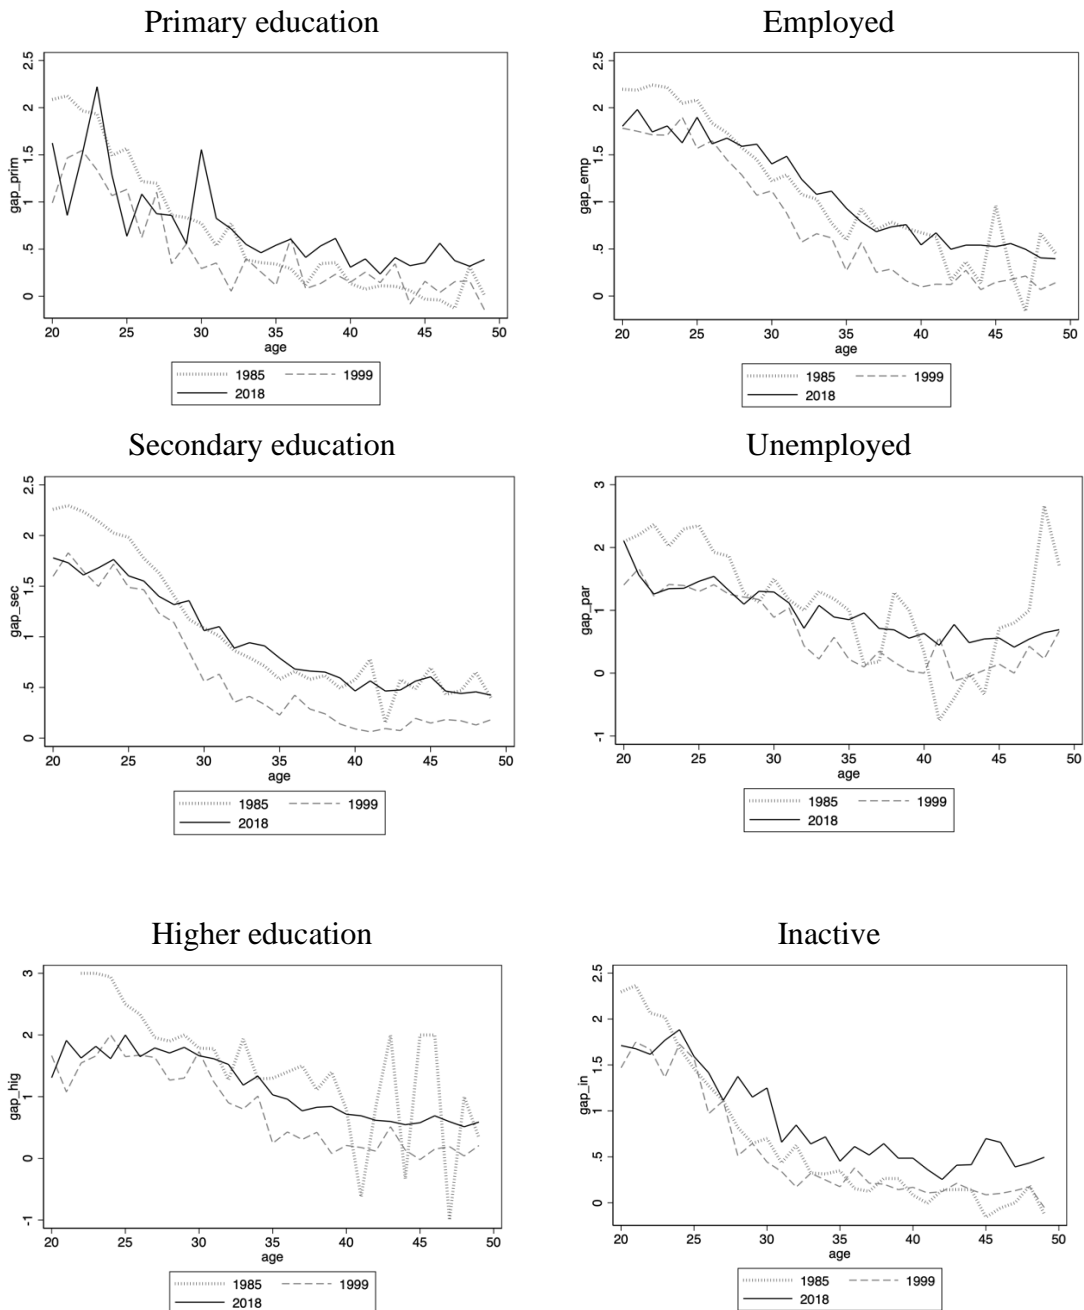 Primary education
2.5
2
1.5
1
.5
0
gap_prim
20 25 30 35 40 45 50
age
1985 1999
2018
Employed
2.5
2
1.5
1
.5
0
gap_emp
20 25 30 35 40 45 50
age
1985 1999
2018
Secondary education
2.5
2
1.5
1
.5
0
gap_sec
20 25 30 35 40 45 50
age
1985 1999
2018
Unemployed
3
2
1
0
-1
gap_par
20 25 30 35 40 45 50
age
1985 1999
2018
Higher education
3
2
1
0
-1
gap_hig
20 25 30 35 40 45 50
age
1985 1999
2018
Inactive
2.5
2
1.5
1
.5
0
gap_in
20 25 30 35 40 45 50
age
1985 1999
2018